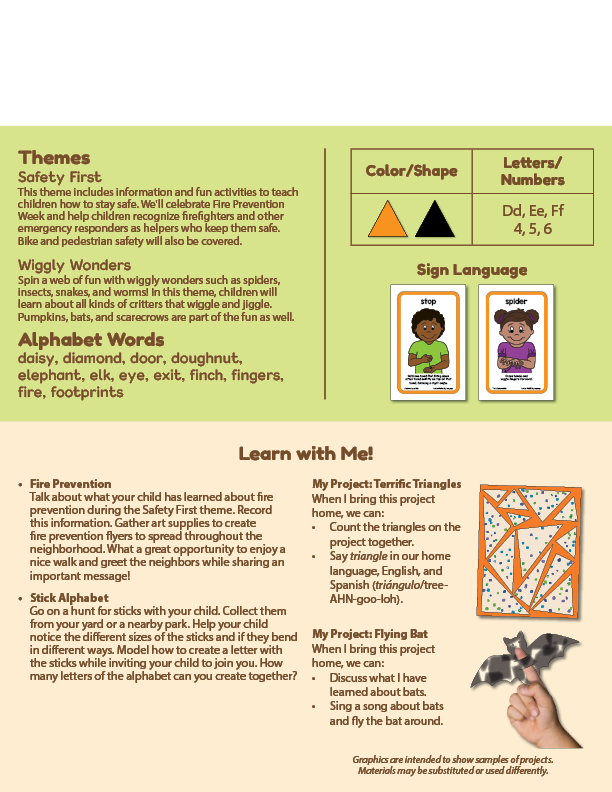 Themes
Safety First
This theme includes information and fun activities to teach
children how to stay safe. We'll celebrate Fire Prevention
Week and help children recognize firefighters and other
emergency responders as helpers who keep them safe.
Bike and pedestrian safety will also be covered.
Wiggly Wonders
Spin a web of fun with wiggly wonders such as spiders,
insects, snakes, and worms! In this theme, children will
learn about all kinds of critters that wiggle and jiggle.
Pumpkins, bats, and scarecrows are part of the fun as well.
Alphabet Words
daisy, diamond, door, doughnut,
elephant, elk, eye, exit, finch, fingers,
fire, footprints
Color/Shape
Letters/
Numbers
Dd, Ee, Ff
4, 5, 6
Sign Language
stop
spider
Learn with Me!
• Fire Prevention
Talk about what your child has learned about fire
prevention during the Safety First theme. Record
this information. Gather art supplies to create
fire prevention flyers to spread throughout the
neighborhood. What a great opportunity to enjoy a
nice walk and greet the neighbors while sharing an
important message!
• Stick Alphabet
Go on a hunt for sticks with your child. Collect them
from your yard or a nearby park. Help your child
notice the different sizes of the sticks and if they bend
in different ways. Model how to create a letter with
the sticks while inviting your child to join you. How
many letters of the alphabet can you create together?
My Project: Terrific Triangles
When I bring this project
home, we can:
• Count the triangles on the
project together.
• Say triangle in our home
language, English, and
Spanish (triángulo/tree-
AHN-goo-loh).
My Project: Flying Bat
When I bring this project
home, we can:
• Discuss what I have
learned about bats.
• Sing a song about bats
and fly the bat around.
Graphics are intended to show samples of projects.
Materials may be substituted or used differently.